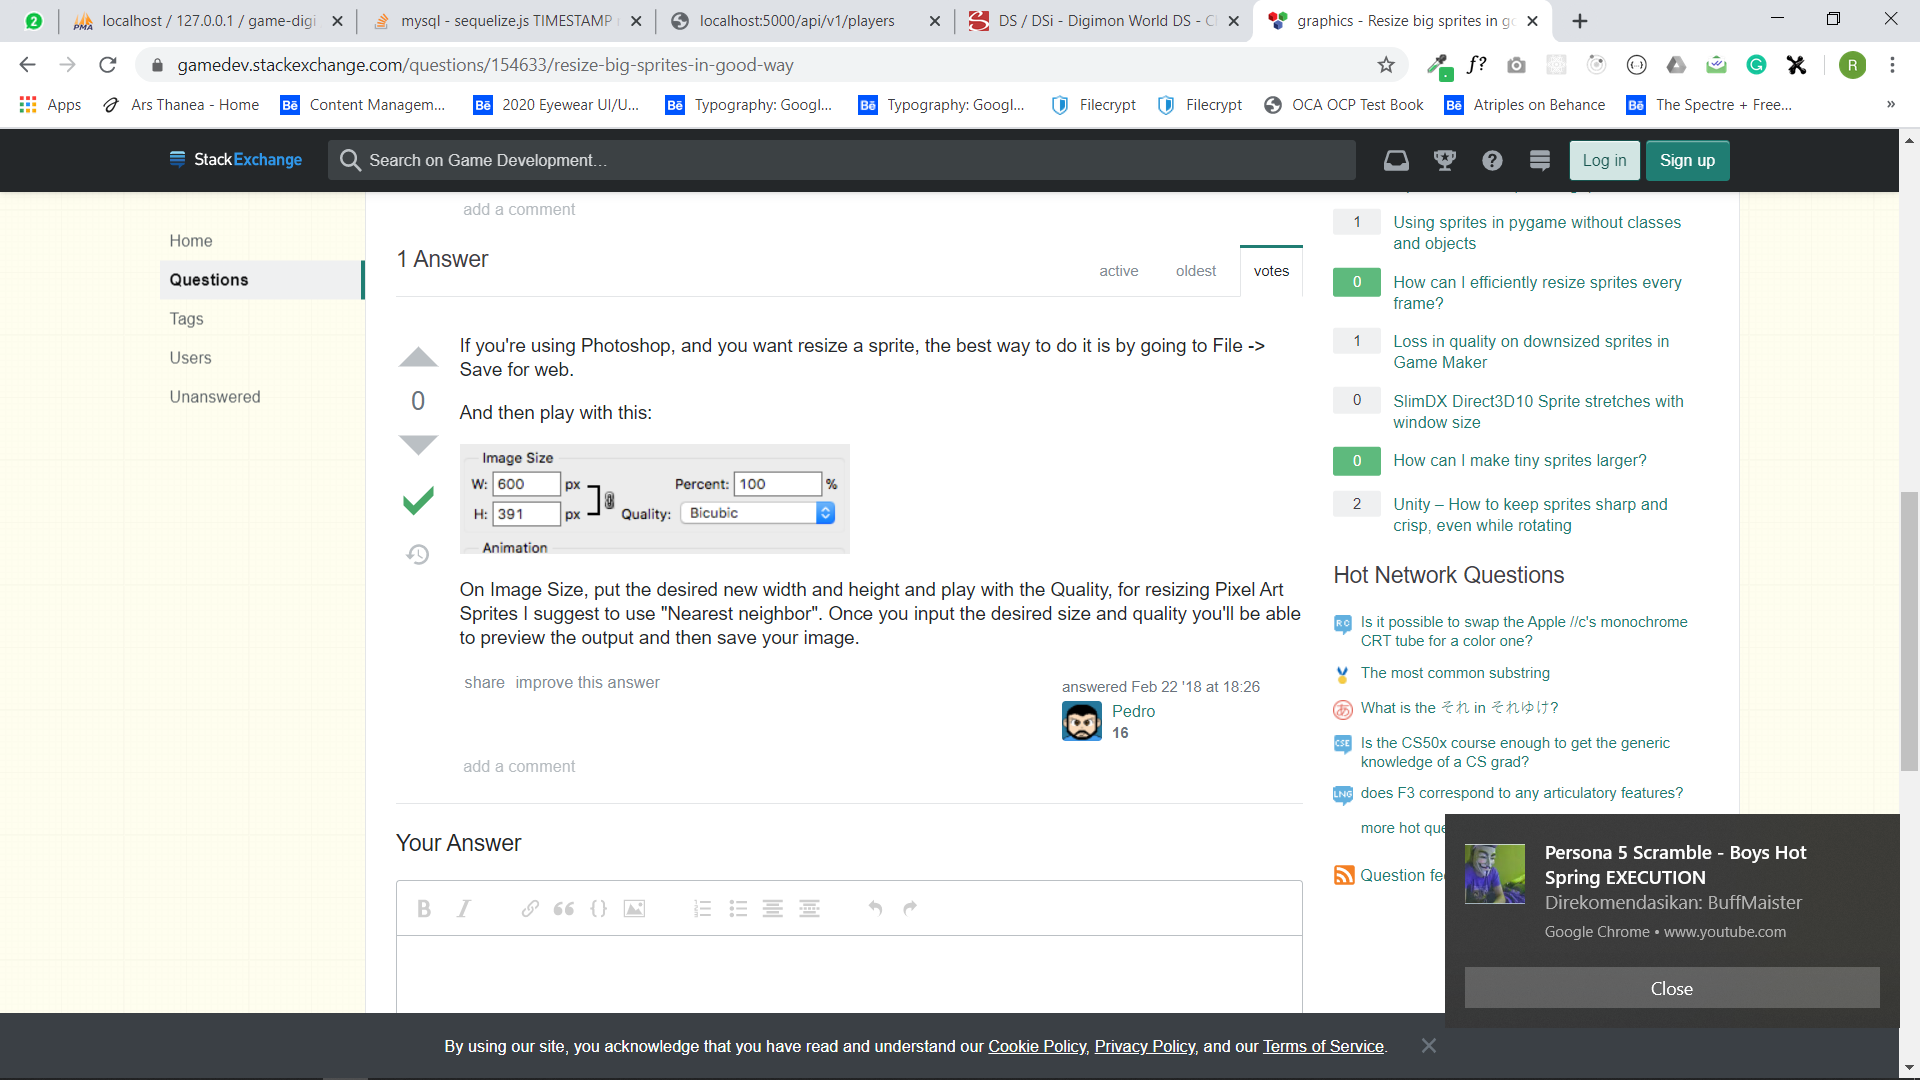 localhost / 127.0.0.1 / game-digi
mysql - sequelize.js TIMESTAMP
localhost:5000/api/v1/players
DS / DSi - Digimon World DS - C
graphics - Resize big sprites in g
gamedev.stackexchange.com/questions/154633/resize-big-sprites-in-good-way
Apps
Ars Thanea - Home
Content Managem...
2020 Eyewear UI/U...
Typography: Googl...
Typography: Googl...
Filecrypt
Filecrypt
OCA OCP Test Book
Atriples on Behance
The Spectre + Free...
StackExchange
Search on Game Development...
Log in
Sign up
Home
Questions
Tags
Users
Unanswered
add a comment
1 Answer
active
oldest
votes
0
If you're using Photoshop, and you want resize a sprite, the best way to do it is by going to File ->
Save for web.
And then play with this:
Image Size
W: 600 px
Percent: 100 %
H: 391 px
Quality: Bicubic
Animation
On Image Size, put the desired new width and height and play with the Quality, for resizing Pixel Art
Sprites I suggest to use "Nearest neighbor". Once you input the desired size and quality you'll be able
to preview the output and then save your image.
share improve this answer
answered Feb 22 '18 at 18:26
Pedro
16
add a comment
Your Answer
1 Using sprites in pygame without classes
and objects
0 How can I efficiently resize sprites every
frame?
1 Loss in quality on downsized sprites in
Game Maker
0 SlimDX Direct3D10 Sprite stretches with
window size
0 How can I make tiny sprites larger?
2 Unity – How to keep sprites sharp and
crisp, even while rotating
Hot Network Questions
Is it possible to swap the Apple //c's monochrome
CRT tube for a color one?
The most common substring
What is the それ in それゆけ?
Is the CS50x course enough to get the generic
knowledge of a CS grad?
does F3 correspond to any articulatory features?
more hot que
Question fe
Persona 5 Scramble - Boys Hot
Spring EXECUTION
Direkomendasikan: BuffMaister
Google Chrome • www.youtube.com
Close
By using our site, you acknowledge that you have read and understand our Cookie Policy, Privacy Policy, and our Terms of Service.